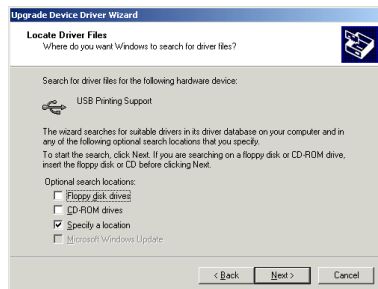 Upgrade Device Driver Wizard
Locate Driver Files
Where do you want Windows to search for driver files?
Search for driver files for the following hardware device:
USB Printing Support
The wizard searches for suitable drivers in its driver database on your computer and in
any of the following optional search locations that you specify.
To start the search, click Next. If you are searching on a floppy disk or CD-ROM drive,
insert the floppy disk or CD before clicking Next.
Optional search locations:
Floppy disk drives
CD-ROM drives
Specify a location
Microsoft Windows Update
< Back Next > Cancel